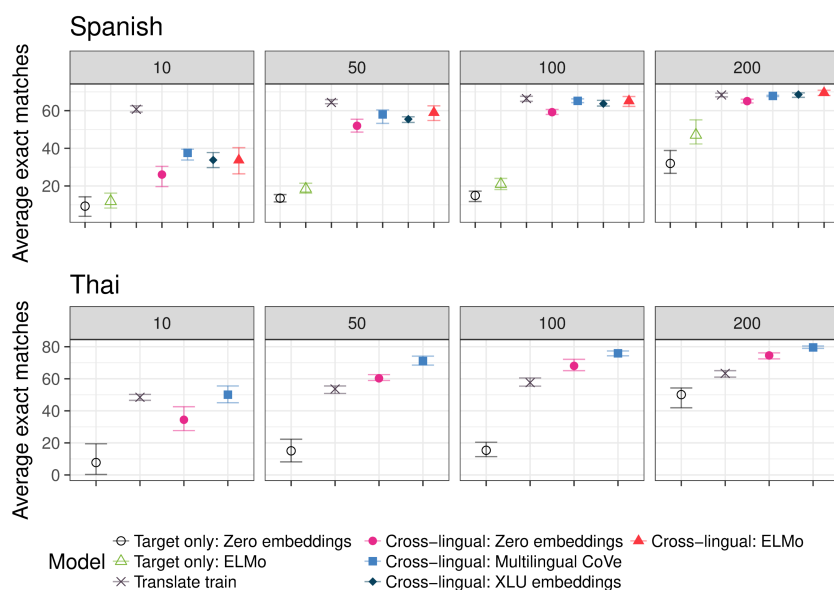 Spanish
10 50 100 200
Average exact matches
60
40
20
Thai
10 50 100 200
Average exact matches
80
60
40
20
0
Model
Target only: Zero embeddings Cross−lingual: Zero embeddings Cross−lingual: ELMo
Target only: ELMo Cross−lingual: Multilingual CoVe
Translate train Cross−lingual: XLU embeddings